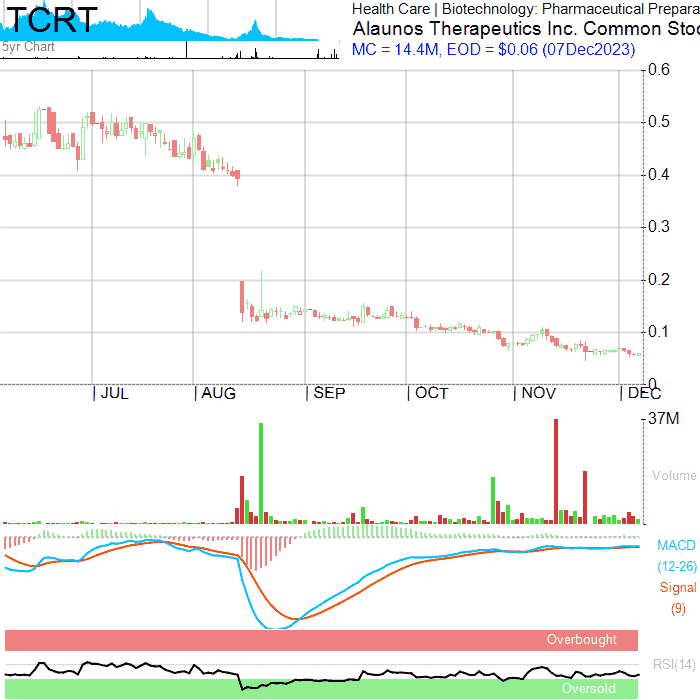 TCRT
5yr Chart
Health Care | Biotechnology: Pharmaceutical Prepara
Alaunos Therapeutics Inc. Common Stoc
MC = 14.4M, EOD = $0.06 (07Dec2023)
0.6
0.5
0.4
0.3
0.2
0.1
0
JUL AUG SEP OCT NOV DEC
37M
Volume
MACD
(12-26)
Signal
(9)
Overbought
RSI(14)
Oversold